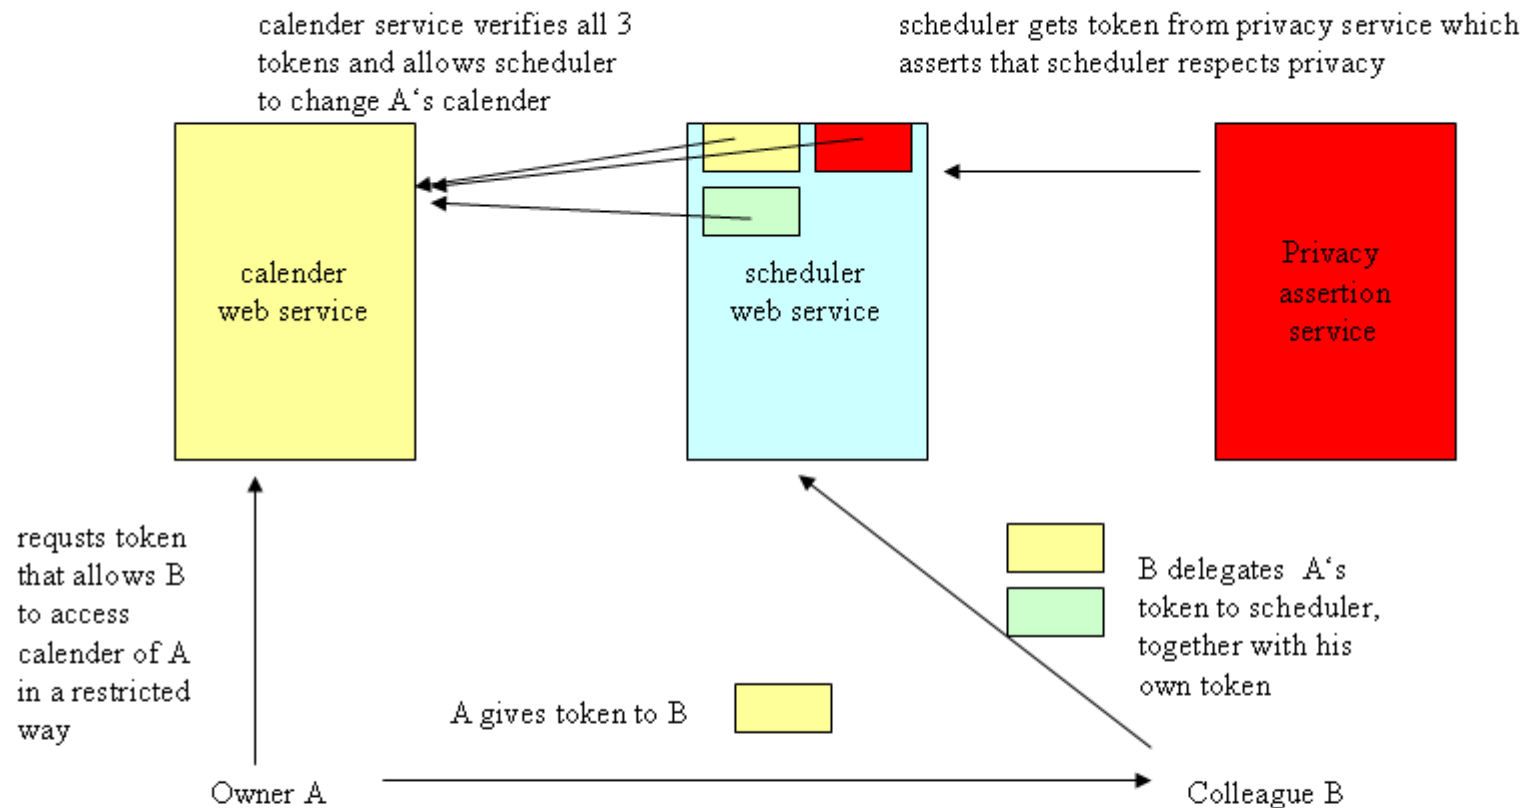 calender service verifies all 3
tokens and allows scheduler
to change A‘s calender
scheduler gets token from privacy service which
asserts that scheduler respects privacy
calender
web service
scheduler
web service
Privacy
assertion
service
requsts token
that allows B
to access
calender of A
in a restricted
way
B delegates A‘s
token to scheduler,
together with his
own token
A gives token to B
Owner A
Colleague B